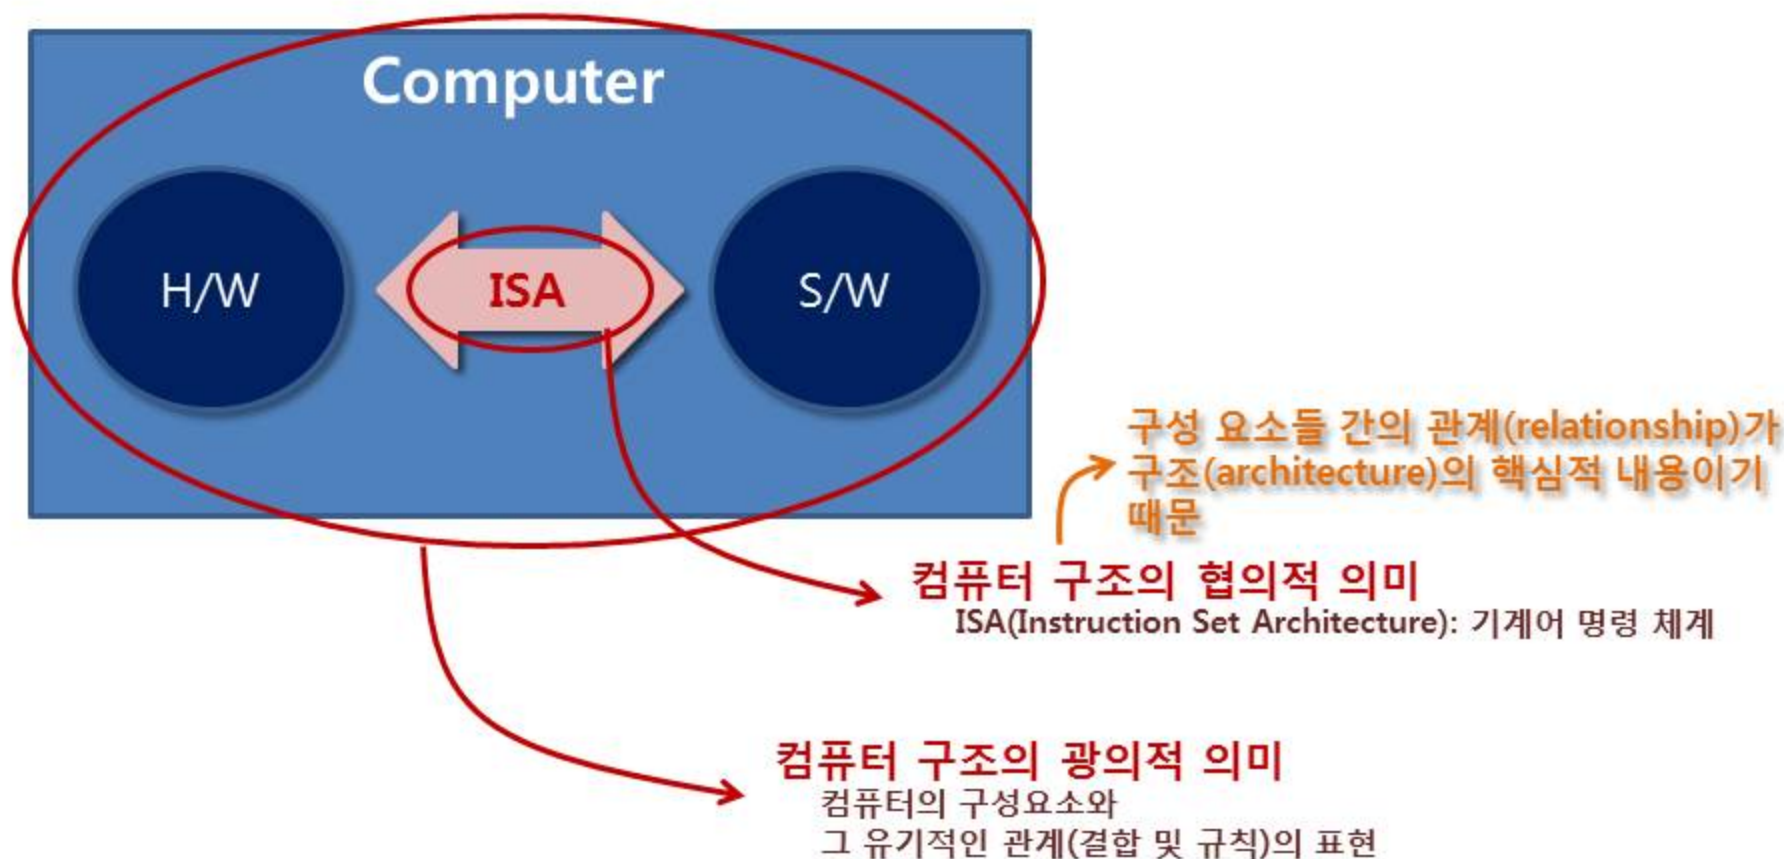 Computer
H/W
ISA
S/W
구성 요소들 간의 관계(relationship)가
구조(architecture)의 핵심적 내용이기
때문
컴퓨터 구조의 협의적 의미
ISA(Instruction Set Architecture): 기계어 명령 체계
컴퓨터 구조의 광의적 의미
컴퓨터의 구성요소와
그 유기적인 관계(결합 및 규칙)의 표현